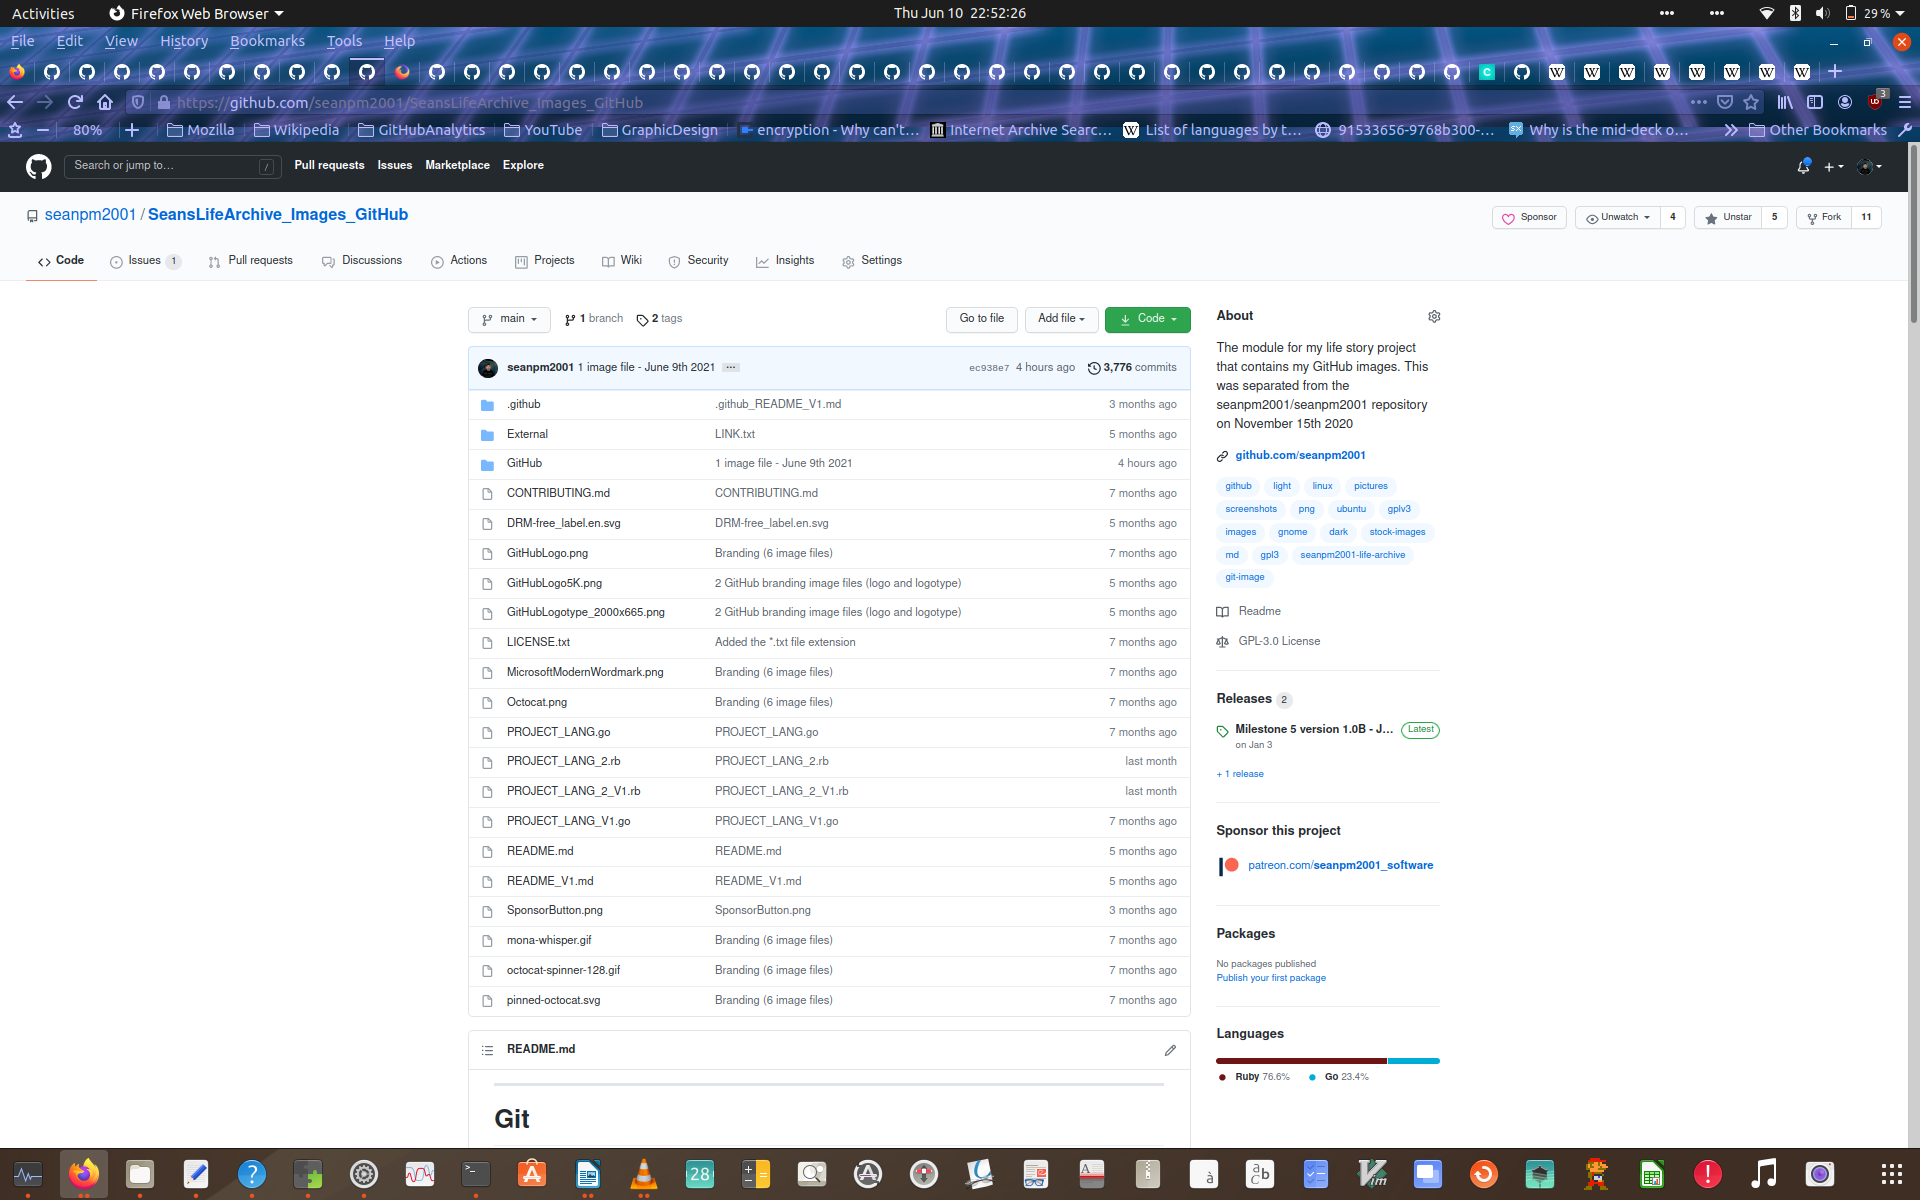 Activities Firefox Web Browser Thu Jun 10 22:52:26 29 %
File Edit View History Bookmarks Tools Help
https://github.com/seanpm2001/SeansLifeArchive_Images_GitHub 3
80% Mozilla Wikipedia GitHubAnalytics YouTube GraphicDesign encryption - Why can't... Internet Archive Searc... List of languages by t... 91533656-9768b300-... Why is the mid-deck o... Other Bookmarks
Search or jump to... / Pull requests Issues Marketplace Explore
seanpm2001 / SeansLifeArchive_Images_GitHub Sponsor Unwatch 4 Unstar 5 Fork 11
Code Issues 1 Pull requests Discussions Actions Projects Wiki Security Insights Settings
main 1 branch 2 tags Go to file Add file Code
seanpm2001 1 image file - June 9th 2021 ... ec938e7 4 hours ago 3,776 commits
.github .github_README_V1.md 3 months ago
External LINK.txt 5 months ago
GitHub 1 image file - June 9th 2021 4 hours ago
CONTRIBUTING.md CONTRIBUTING.md 7 months ago
DRM-free_label.en.svg DRM-free_label.en.svg 5 months ago
GitHubLogo.png Branding (6 image files) 7 months ago
GitHubLogo5K.png 2 GitHub branding image files (logo and logotype) 5 months ago
GitHubLogotype_2000x665.png 2 GitHub branding image files (logo and logotype) 5 months ago
LICENSE.txt Added the *.txt file extension 7 months ago
MicrosoftModernWordmark.png Branding (6 image files) 7 months ago
Octocat.png Branding (6 image files) 7 months ago
PROJECT_LANG.go PROJECT_LANG.go 7 months ago
PROJECT_LANG_2.rb PROJECT_LANG_2.rb last month
PROJECT_LANG_2_V1.rb PROJECT_LANG_2_V1.rb last month
PROJECT_LANG_V1.go PROJECT_LANG_V1.go 7 months ago
README.md README.md 5 months ago
README_V1.md README_V1.md 5 months ago
SponsorButton.png SponsorButton.png 3 months ago
mona-whisper.gif Branding (6 image files) 7 months ago
octocat-spinner-128.gif Branding (6 image files) 7 months ago
pinned-octocat.svg Branding (6 image files) 7 months ago
README.md
Git
About
The module for my life story project
that contains my GitHub images. This
was separated from the
seanpm2001/seanpm2001 repository
on November 15th 2020
github.com/seanpm2001
github light linux pictures
screenshots png ubuntu gplv3
images gnome dark stock-images
md gpl3 seanpm2001-life-archive
git-image
Readme
GPL-3.0 License
Releases 2
Milestone 5 version 1.0B - J... Latest
on Jan 3
+ 1 release
Sponsor this project
patreon.com/seanpm2001_software
Packages
No packages published
Publish your first package
Languages
Ruby 76.6% Go 23.4%
28